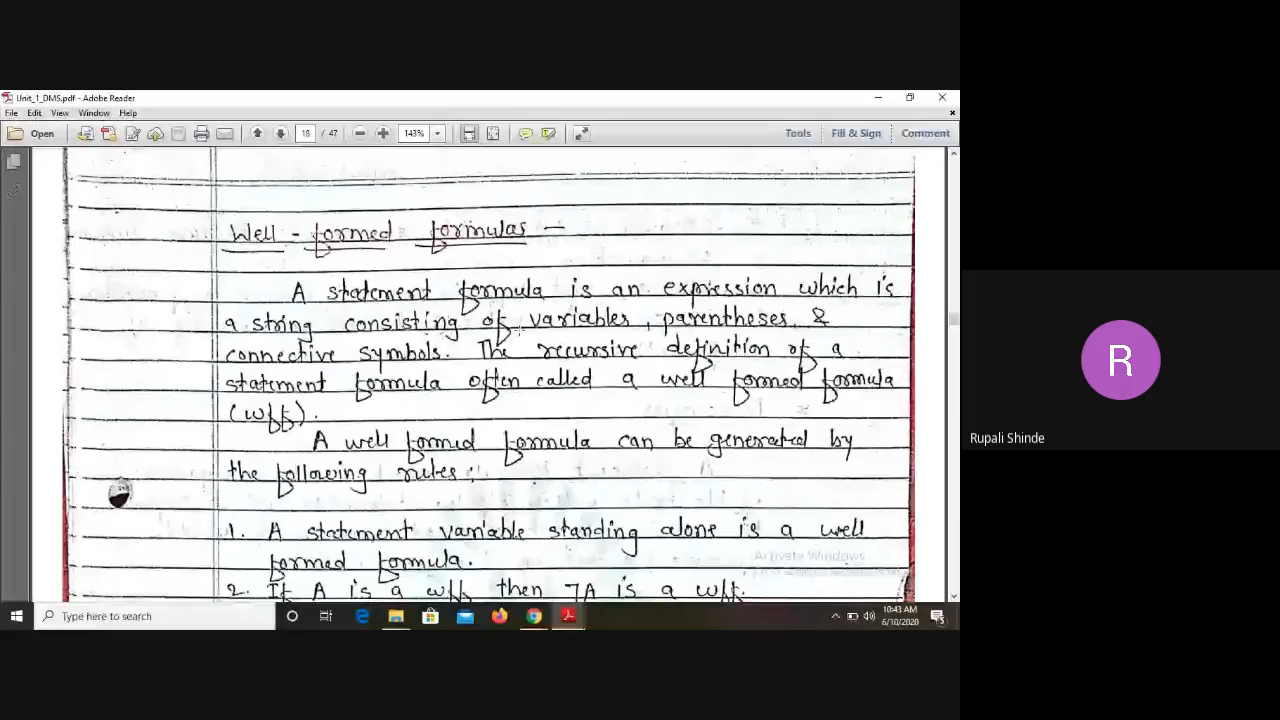 Unit_1_DMS.pdf - Adobe Reader
File Edit View Window Help
Open 18 / 47 143% Tools Fill & Sign Comment
Well - formed formulas —
A statement formula is an expression which is
a string consisting of variables, parentheses, &
connective symbols. The recursive definition of a
statement formula often called a well formed formula
(wff).
A well formed formula can be generated by
the following rules:
1. A statement variable standing alone is a well
formed formula.
2. If A is a wff then ¬A is a wff.
Activate Windows
Type here to search
10:43 AM
6/10/2020
R
Rupali Shinde